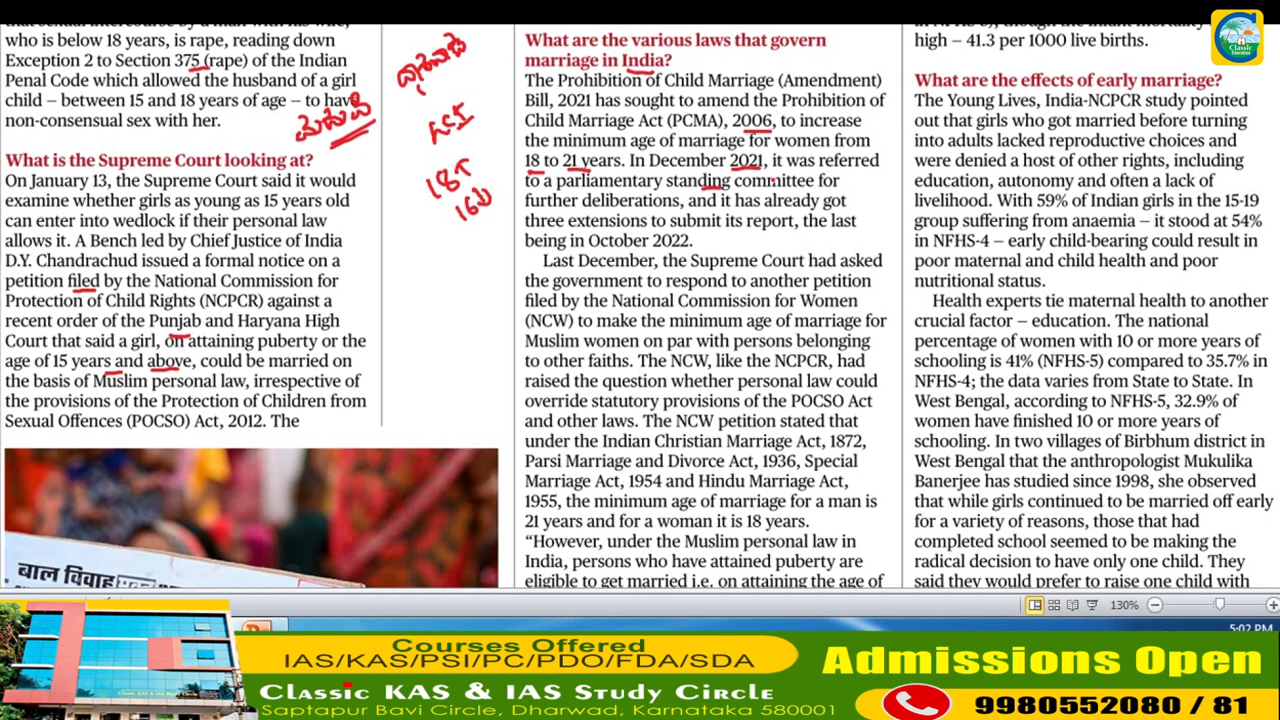 that sexual intercourse by a man with his wife,
who is below 18 years, is rape, reading down
Exception 2 to Section 375 (rape) of the Indian
Penal Code which allowed the husband of a girl
child – between 15 and 18 years of age – to have
non-consensual sex with her.
What is the Supreme Court looking at?
On January 13, the Supreme Court said it would
examine whether girls as young as 15 years old
can enter into wedlock if their personal law
allows it. A Bench led by Chief Justice of India
D.Y. Chandrachud issued a formal notice on a
petition filed by the National Commission for
Protection of Child Rights (NCPCR) against a
recent order of the Punjab and Haryana High
Court that said a girl, on attaining puberty or the
age of 15 years and above, could be married on
the basis of Muslim personal law, irrespective of
the provisions of the Protection of Children from
Sexual Offences (POCSO) Act, 2012. The
बाल विवाह
What are the various laws that govern
marriage in India?
The Prohibition of Child Marriage (Amendment)
Bill, 2021 has sought to amend the Prohibition of
Child Marriage Act (PCMA), 2006, to increase
the minimum age of marriage for women from
18 to 21 years. In December 2021, it was referred
to a parliamentary standing committee for
further deliberations, and it has already got
three extensions to submit its report, the last
being in October 2022.
Last December, the Supreme Court had asked
the government to respond to another petition
filed by the National Commission for Women
(NCW) to make the minimum age of marriage for
Muslim women on par with persons belonging
to other faiths. The NCW, like the NCPCR, had
raised the question whether personal law could
override statutory provisions of the POCSO Act
and other laws. The NCW petition stated that
under the Indian Christian Marriage Act, 1872,
Parsi Marriage and Divorce Act, 1936, Special
Marriage Act, 1954 and Hindu Marriage Act,
1955, the minimum age of marriage for a man is
21 years and for a woman it is 18 years.
“However, under the Muslim personal law in
India, persons who have attained puberty are
eligible to get married i.e. on attaining the age of
high – 41.3 per 1000 live births.
What are the effects of early marriage?
The Young Lives, India-NCPCR study pointed
out that girls who got married before turning
into adults lacked reproductive choices and
were denied a host of other rights, including
education, autonomy and often a lack of
livelihood. With 59% of Indian girls in the 15-19
group suffering from anaemia – it stood at 54%
in NFHS-4 – early child-bearing could result in
poor maternal and child health and poor
nutritional status.
Health experts tie maternal health to another
crucial factor – education. The national
percentage of women with 10 or more years of
schooling is 41% (NFHS-5) compared to 35.7% in
NFHS-4; the data varies from State to State. In
West Bengal, according to NFHS-5, 32.9% of
women have finished 10 or more years of
schooling. In two villages of Birbhum district in
West Bengal that the anthropologist Mukulika
Banerjee has studied since 1998, she observed
that while girls continued to be married off early
for a variety of reasons, those that had
completed school seemed to be making the
radical decision to have only one child. They
said they would prefer to raise one child with
Classic
Education
130%
5:02 PM
Courses Offered
IAS/KAS/PSI/PC/PDO/FDA/SDA
Classic KAS & IAS Study Circle
Saptapur Bavi Circle, Dharwad, Karnataka 580001
Admissions Open
9980552080 / 81